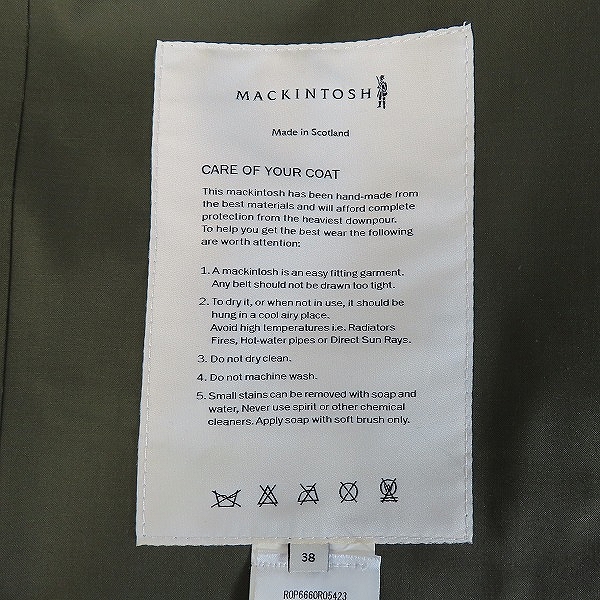 MACKINTOSH
Made in Scotland
CARE OF YOUR COAT
This mackintosh has been hand-made from
the best materials and will afford complete
protection from the heaviest downpour.
To help you get the best wear the following
are worth attention:
1. A mackintosh is an easy fitting garment.
Any belt should not be drawn too tight.
2. To dry it, or when not in use, it should be
hung in a cool airy place.
Avoid high temperatures i.e. Radiators
Fires, Hot-water pipes or Direct Sun Rays.
3. Do not dry clean.
4. Do not machine wash.
5. Small stains can be removed with soap and
water, Never use spirit or other chemical
cleaners. Apply soap with soft brush only.
38
ROP6660R05423